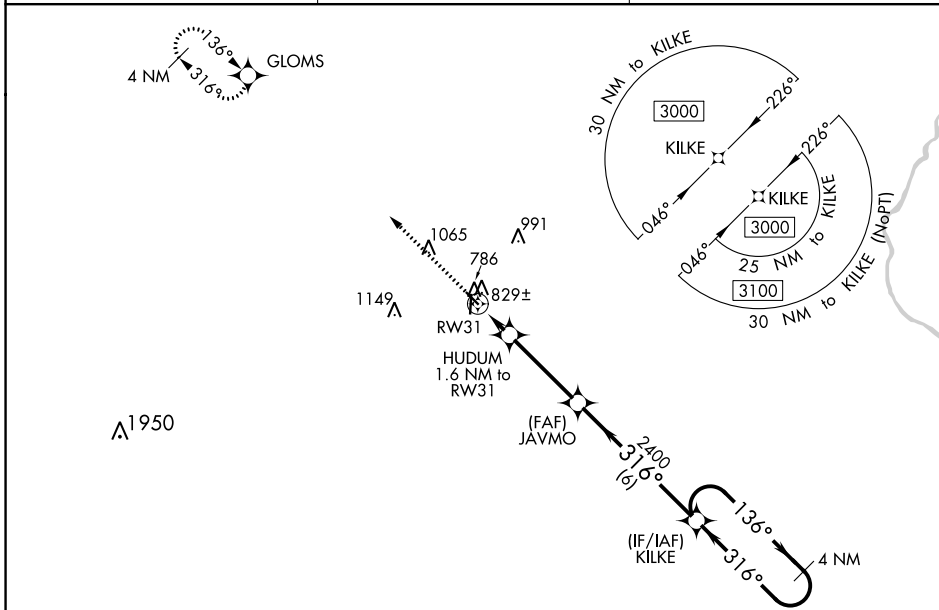 136°
GLOMS
4 NM
316°
30 NM to KILKE
3000
226°
KILKE
046°
226°
KILKE
3000
046°
25 NM to KILKE
3100
30 NM to KILKE (NoPT)
1065
991
786
1149
829±
RW31
HUDUM
1.6 NM to
RW31
1950
(FAF)
JAVMO
2400
316°
(6)
136°
(IF/IAF)
KILKE
316°
4 NM